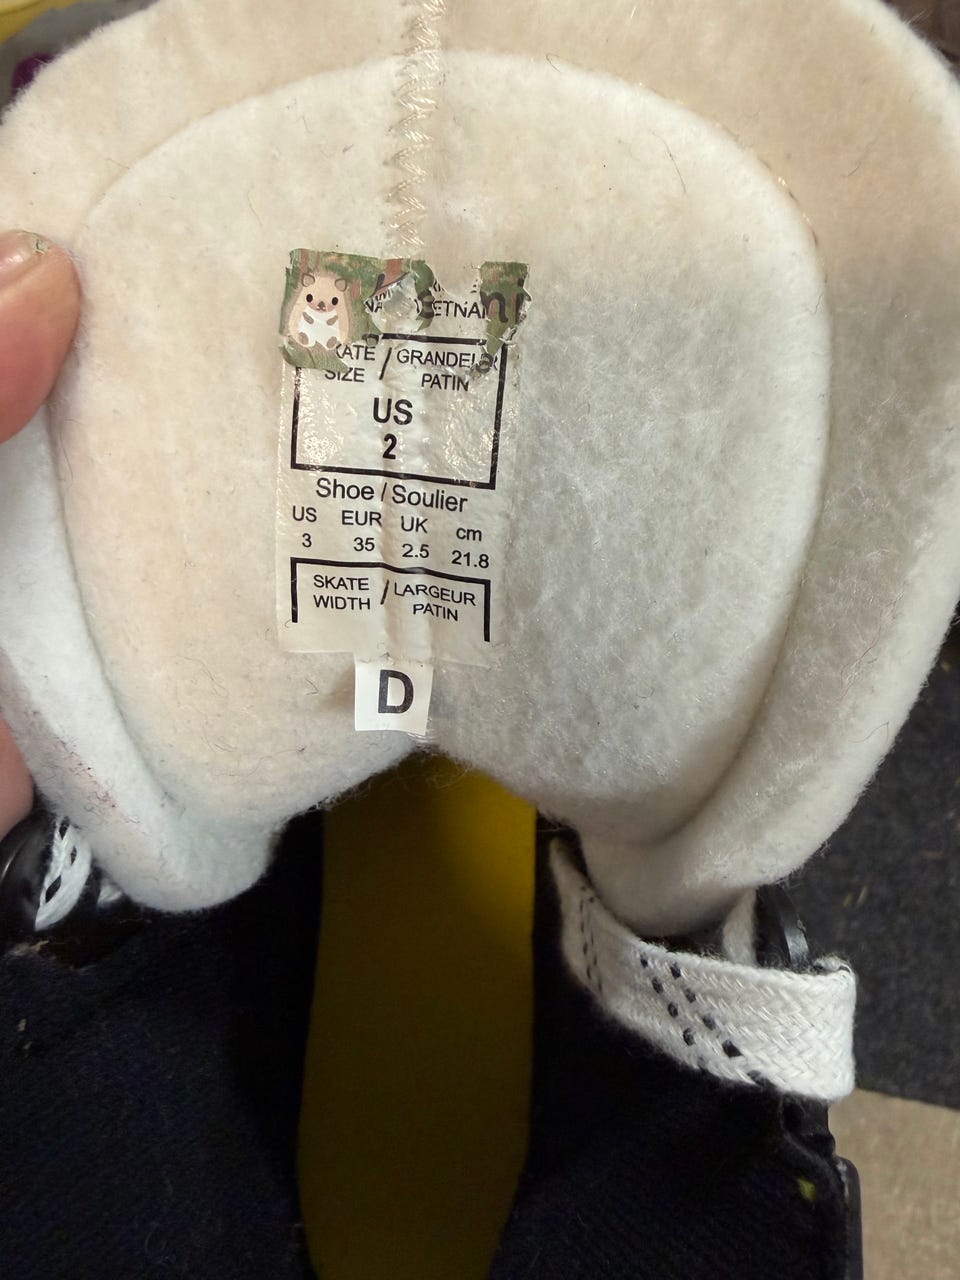 SIZE / GRANDEUR
PATIN
US
2
Shoe / Soulier
US EUR UK cm
3 35 2.5 21.8
SKATE / LARGEUR
WIDTH PATIN
D